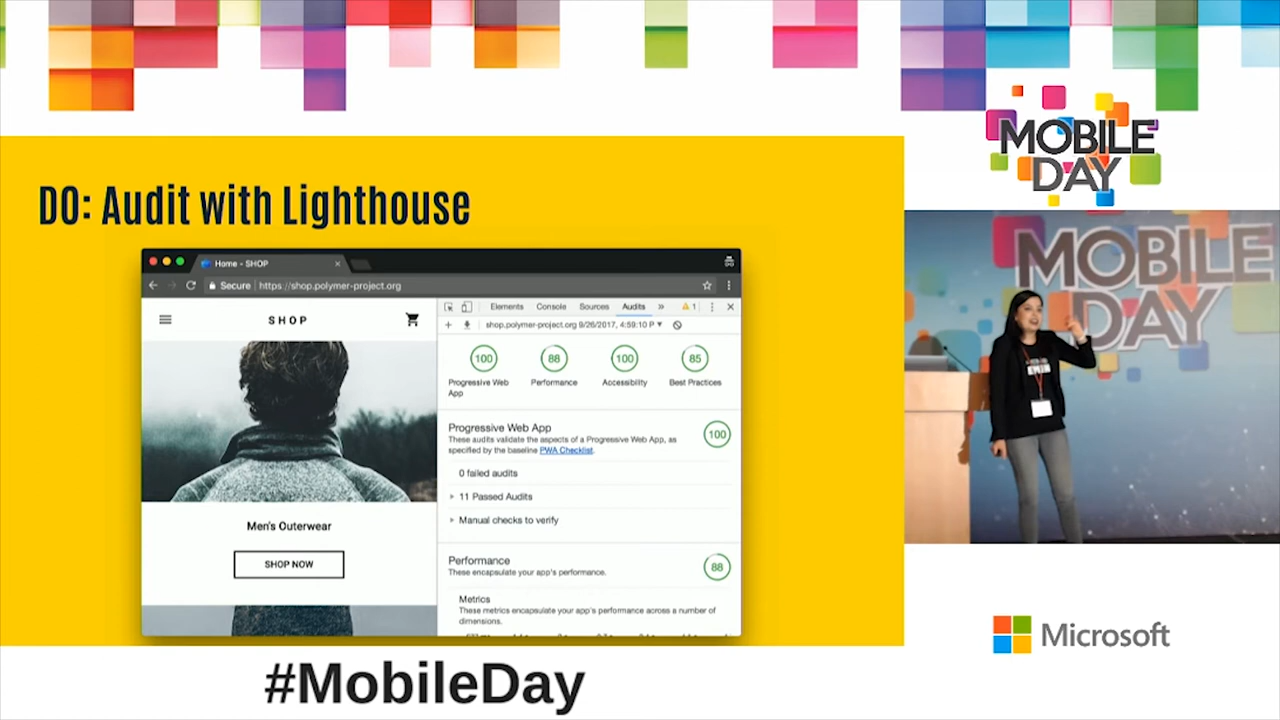 MOBILE
DAY
DO: Audit with Lighthouse
Home - SHOP
Secure
https://shop.polymer-project.org
Elements Console Sources Audits » 1
shop.polymer-project.org 9/26/2017, 4:59:10 P
SHOP
100 88 100 85
Progressive Web App
Performance
Accessibility
Best Practices
Progressive Web App
100
These audits validate the aspects of a Progressive Web App, as
specified by the baseline PWA Checklist.
0 failed audits
11 Passed Audits
Manual checks to verify
Men's Outerwear
SHOP NOW
Performance
88
These encapsulate your app's performance.
Metrics
These metrics encapsulate your app's performance across a number of
dimensions.
MOBILE
DAY
Microsoft
#MobileDay